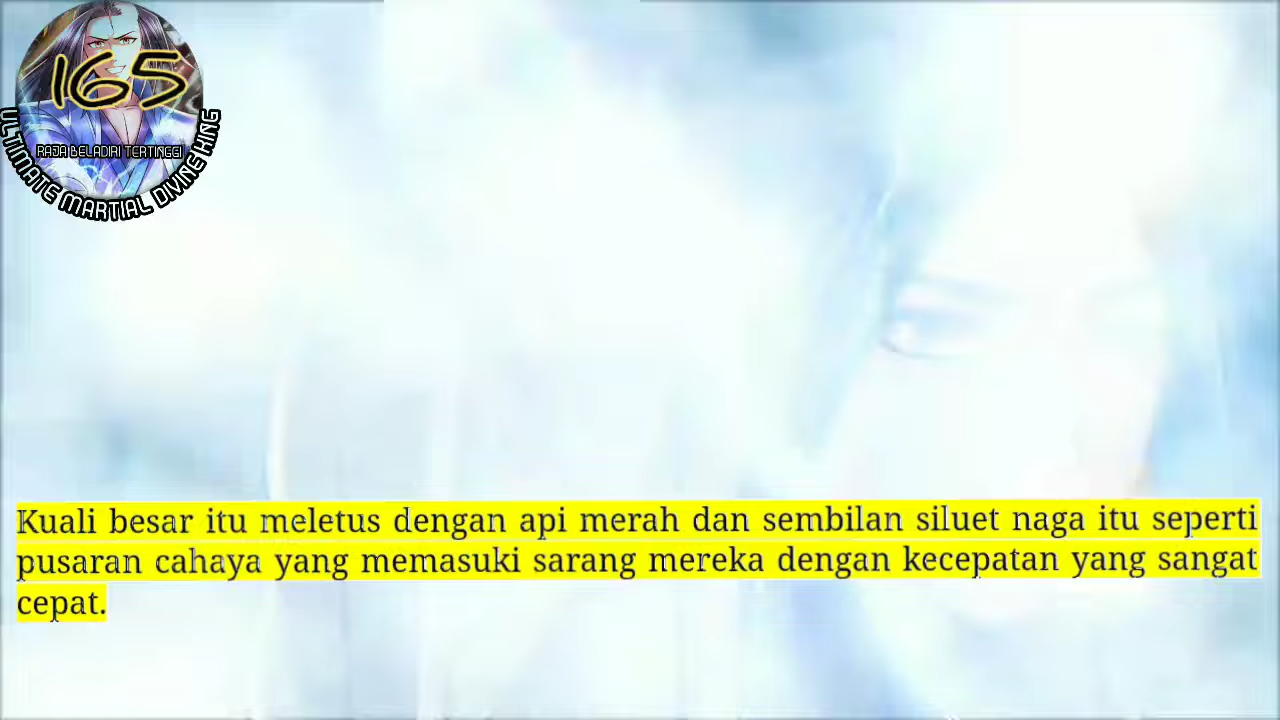 165
RAJA BELADIRI TERTINGGI
ULTIMATE MARTIAL DIVINE KING
Kuali besar itu meletus dengan api merah dan sembilan siluet naga itu seperti
pusaran cahaya yang memasuki sarang mereka dengan kecepatan yang sangat
cepat.